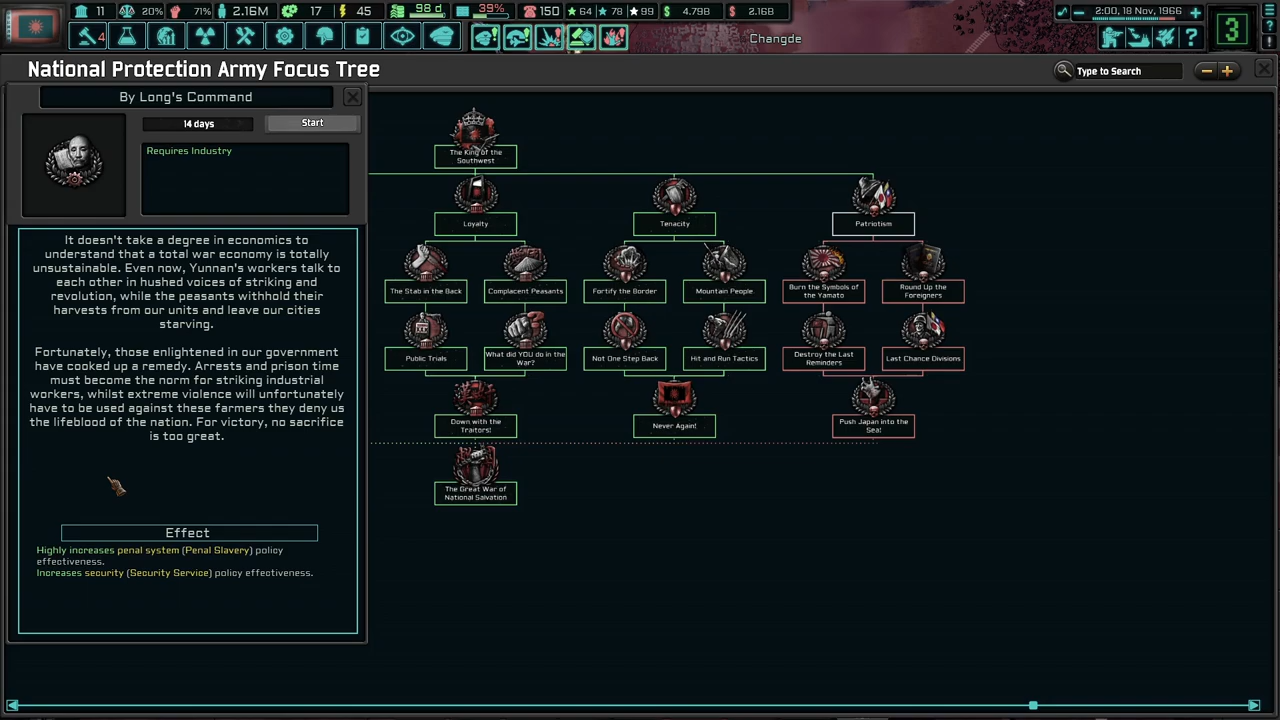 11 20% 71% 2.16M 17 45 98 d 39% 150 64 78 99 4.79B 2.16B
2:00, 18 Nov, 1966
4
3
Changde
National Protection Army Focus Tree
Type to Search
By Long's Command
14 days
Start
Requires Industry
It doesn't take a degree in economics to
understand that a total war economy is totally
unsustainable. Even now, Yunnan's workers talk to
each other in hushed voices of striking and
revolution, while the peasants withhold their
harvests from our units and leave our cities
starving.
Fortunately, those enlightened in our government
have cooked up remedy. Arrests and prison time
must become the norm for striking industrial
workers, whilst extreme violence will unfortunately
have to be used against these farmers they deny us
the lifeblood of the nation. For victory, no sacrifice
is too great.
Effect
Highly increases penal system (Penal Slavery) policy
effectiveness.
Increases security (Security Service) policy effectiveness.
The King of the
Southwest
Loyalty
Tenacity
Patriotism
The Stab in the Back
Complacent Peasants
Fortify the Border
Mountain People
Burn the Symbols of
the Yamato
Round Up the
Foreigners
Public Trials
What did YOU do in the
War?
Not One Step Back
Hit and Run Tactics
Destroy the Last
Reminders
Last Chance Divisions
Down with the
Traitors!
Never Again!
Push Japan into the
Sea!
The Great War of
National Salvation